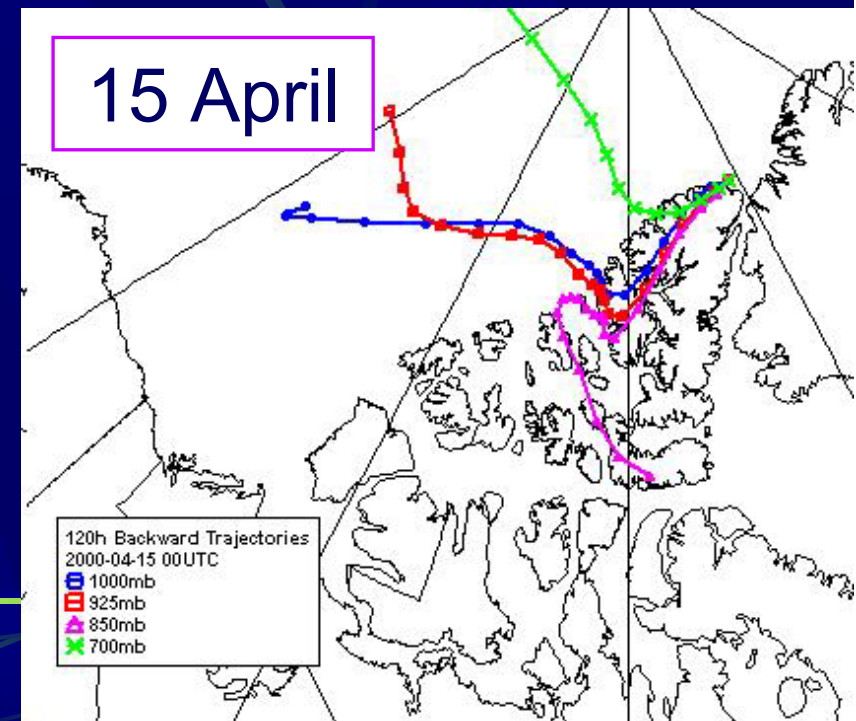 15 April
120h Backward Trajectories
2000-04-15 00UTC
1000mb
925mb
850mb
700mb